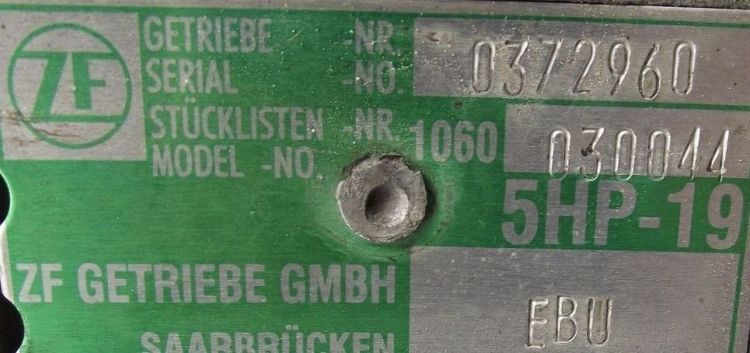 ZF
GETRIEBE -NR. 0372960
SERIAL -NO.
STÜCKLISTEN -NR. 1060 030044
MODEL -NO.
5HP-19
ZF GETRIEBE GMBH
EBU
SAARBRÜCKEN